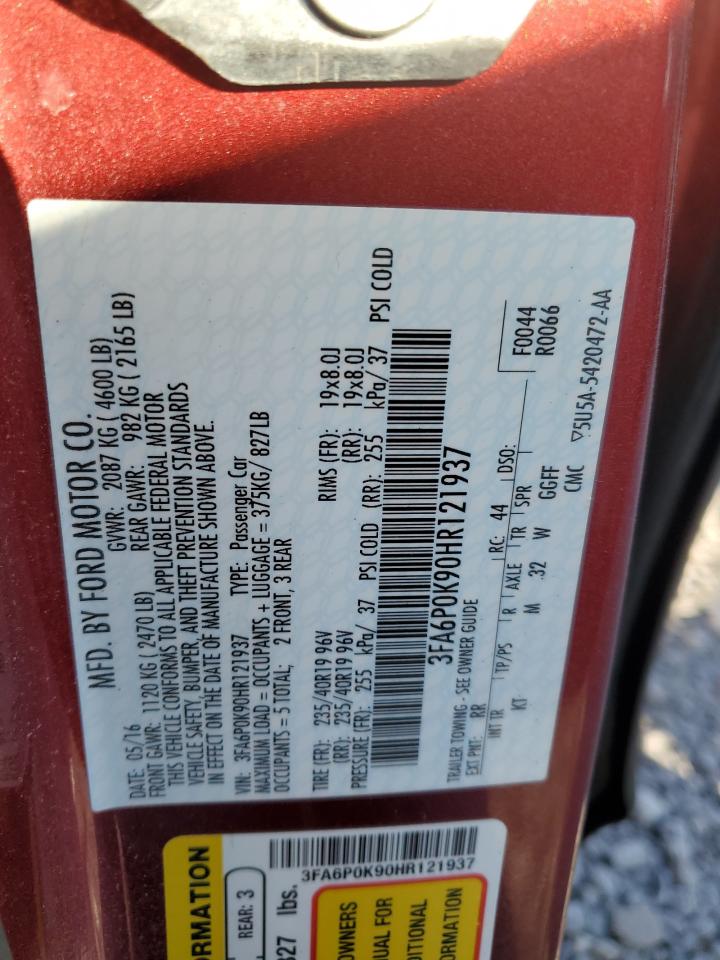 MFD. BY FORD MOTOR CO.
DATE: 05/16 GVWR: 2087 KG ( 4600 LB)
FRONT GAWR: 1120 KG ( 2470 LB) REAR GAWR: 982 KG ( 2165 LB)
THIS VEHICLE CONFORMS TO ALL APPLICABLE FEDERAL MOTOR
VEHICLE SAFETY, BUMPER, AND THEFT PREVENTION STANDARDS
IN EFFECT ON THE DATE OF MANUFACTURE SHOWN ABOVE.
VIN: 3FA6P0K90HR121937 TYPE: Passenger Car
MAXIMUM LOAD = OCCUPANTS + LUGGAGE = 375KG/ 827LB
OCCUPANTS = 5 TOTAL; 2 FRONT, 3 REAR
TIRE (FR): 235/40R19 96V RIMS (FR): 19x8.0J
(RR): 235/40R19 96V (RR): 19x8.0J
PRESSURE (FR): 255 kPa/ 37 PSI COLD (RR): 255 kPa/ 37 PSI COLD
3FA6P0K90HR121937
TRAILER TOWING - SEE OWNER GUIDE
EXT PNT: RR RC: 44 DSO: F0044
R0066
INT TR TP/PS R AXLE TR SPR
KT M 32 W GGFF
CMC ▽5U5A-5420472-AA
3FA6P0K90HR121937
RMATION
REAR: 3
lbs.
OWNERS
UAL FOR
DITIONAL
ORMATION